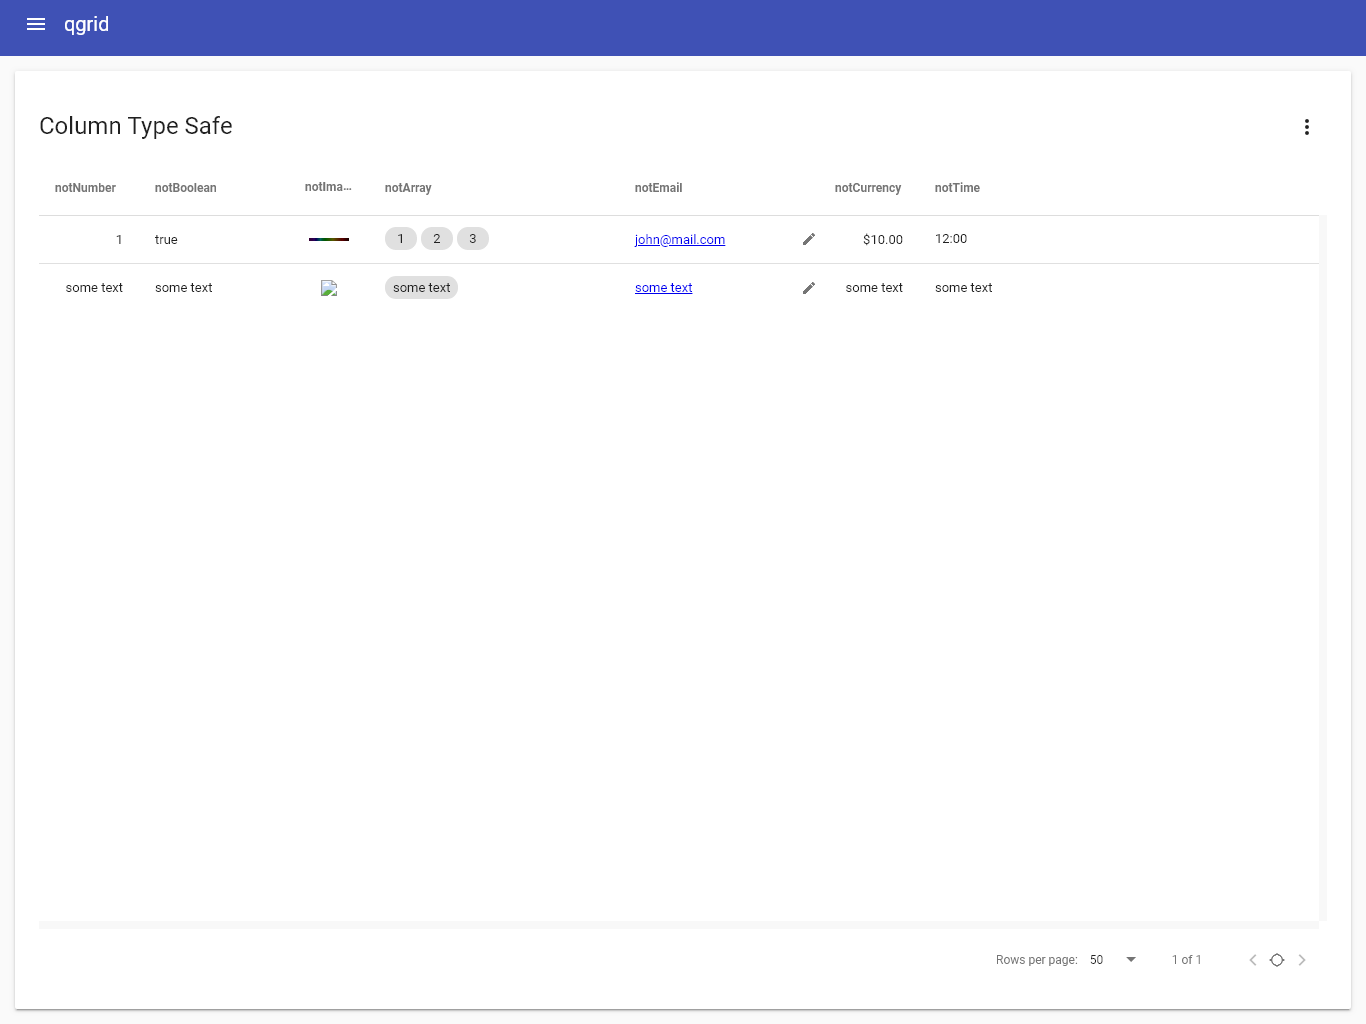 qgrid
Column Type Safe
notNumber notBoolean notIma... notArray notEmail notCurrency notTime
1 true 1 2 3 john@mail.com $10.00 12:00
some text some text some text some text some text some text
Rows per page: 50 1 of 1